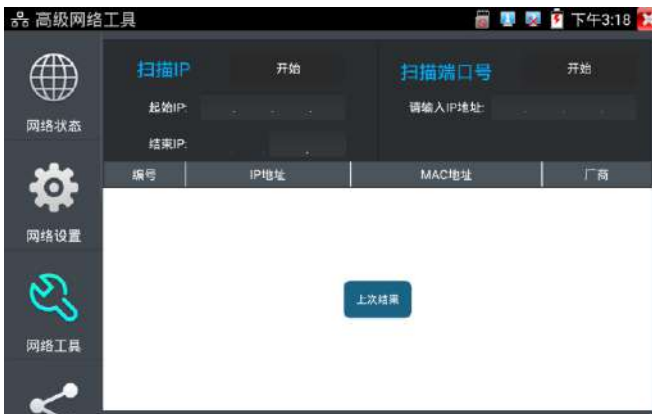 高级网络工具
下午3:18
网络状态
网络设置
网络工具
扫描IP
开始
起始IP:
结束IP:
扫描端口号
开始
请输入IP地址:
编号 IP地址 MAC地址 厂商
上次结果